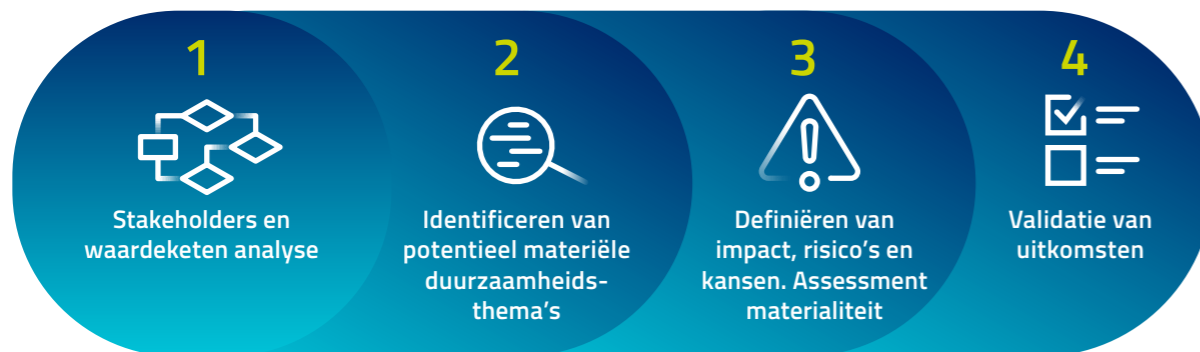 1
Stakeholders en
waardeketen analyse
2
Identificeren van
potentieel materiële
duurzaamheids-
thema's
3
Definiëren van
impact, risico's en
kansen. Assessment
materialiteit
4
Validatie van
uitkomsten